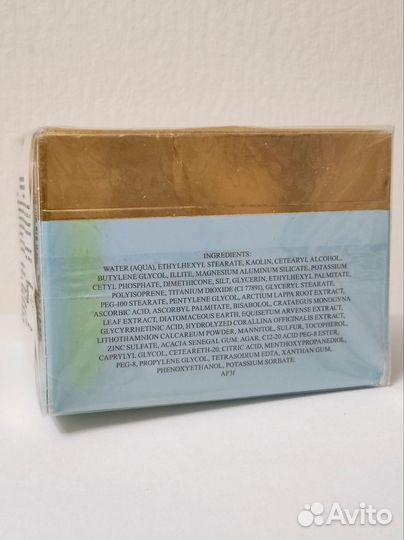 INGREDIENTS:
WATER (AQUA), ETHYLHEXYL STEARATE, KAOLIN, CETEARYL ALCOHOL,
BUTYLENE GLYCOL, ILLITE, MAGNESIUM ALUMINUM SILICATE, POTASSIUM
CETYL PHOSPHATE, DIMETHICONE, SILT, GLYCERIN, ETHYLHEXYL PALMITATE,
POLYISOPRENE, TITANIUM DIOXIDE (CI 77891), GLYCERYL STEARATE,
PEG-100 STEARATE, PENTYLENE GLYCOL, ARCTIUM LAPPA ROOT EXTRACT,
ASCORBIC ACID, ASCORBYL PALMITATE, BISABOLOL, CRATAEGUS MONOGYNA
LEAF EXTRACT, DIATOMACEOUS EARTH, EQUISETUM ARVENSE EXTRACT,
GLYCYRRHETINIC ACID, HYDROLYZED CORALLINA OFFICINALIS EXTRACT,
LITHOTHAMNION CALCAREUM POWDER, MANNITOL, SULFUR, TOCOPHEROL,
ZINC SULFATE, ACACIA SENEGAL GUM, AGAR, C12-20 ACID PEG-8 ESTER,
CAPRYLYL GLYCOL, CETEARETH-20, CITRIC ACID, MENTHOXYPROPANEDIOL,
PEG-8, PROPYLENE GLYCOL, TETRASODIUM EDTA, XANTHAN GUM,
PHENOXYETHANOL, POTASSIUM SORBATE.
Avito